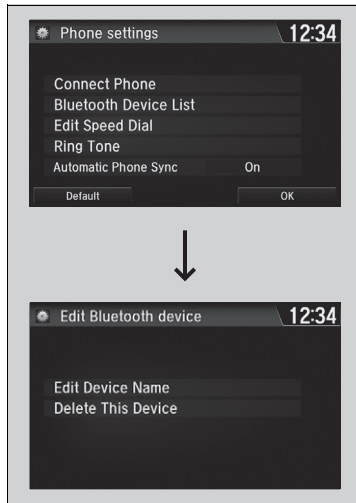 Phone settings 12:34
Connect Phone
Bluetooth Device List
Edit Speed Dial
Ring Tone
Automatic Phone Sync On
Default OK
Edit Bluetooth device 12:34
Edit Device Name
Delete This Device